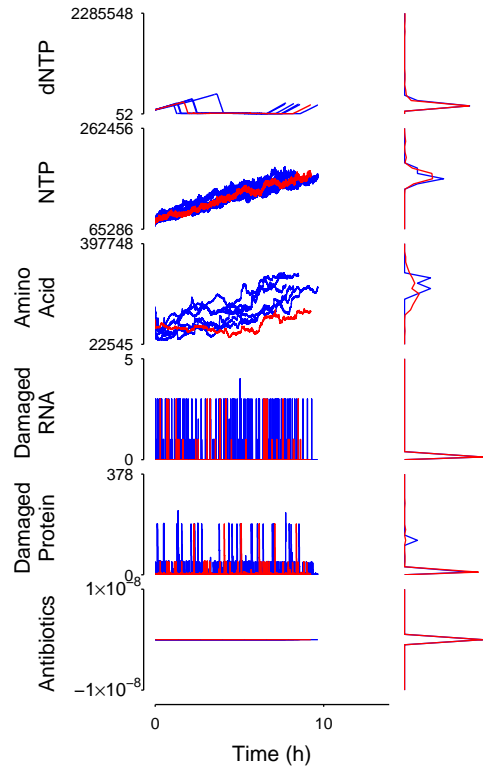 2285548
dNTP
52
262456
NTP
65286
397748
Amino
Acid
22545
5
Damaged
RNA
0
378
Damaged
Protein
0
1×10⁻⁸
Antibiotics
−1×10⁻⁸
0 10
Time (h)